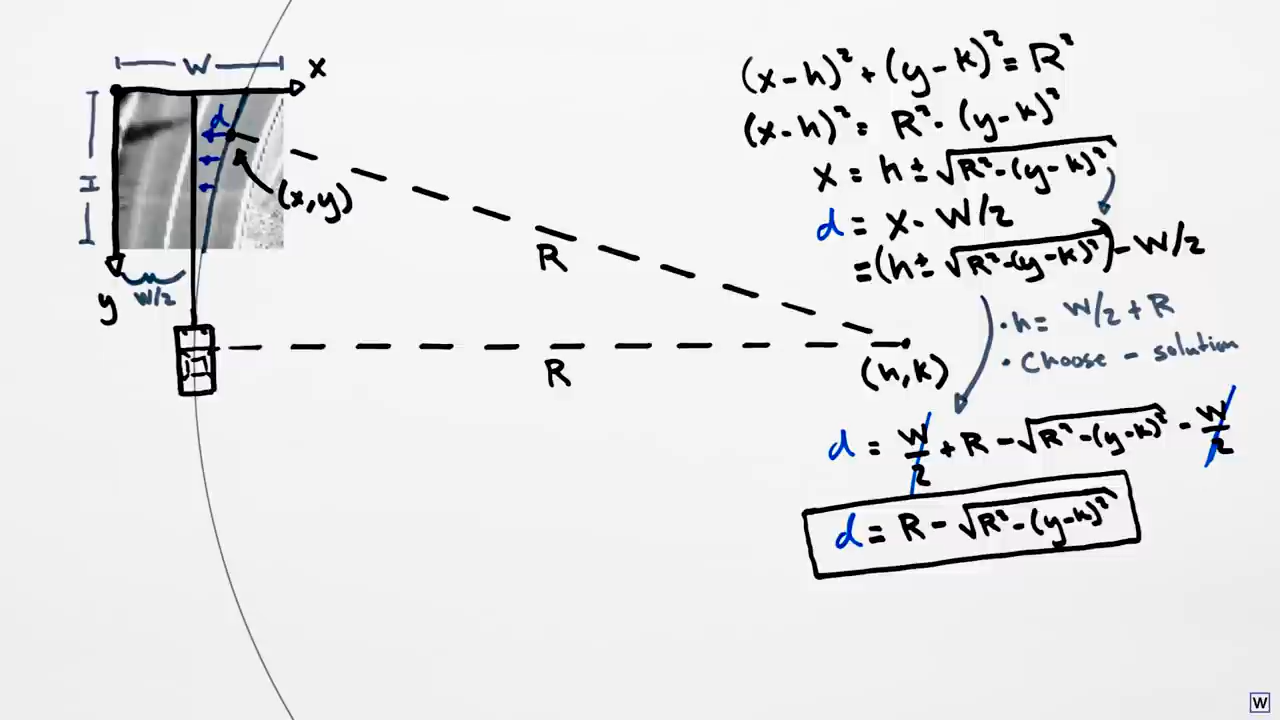 W
x
d
H
(x,y)
R
y
W/2
R
(h,k)
(x-h)²+(y-k)²=R²
(x-h)²= R²-(y-k)²
x = h ± √R²-(y-k)²
d = x - W/2
=(h± √R²-(y-k)²)-W/2
• h= W/2+R
• Choose - solution
d = W/2 + R - √R²-(y-k)² - W/2
d = R - √R²-(y-k)²
W